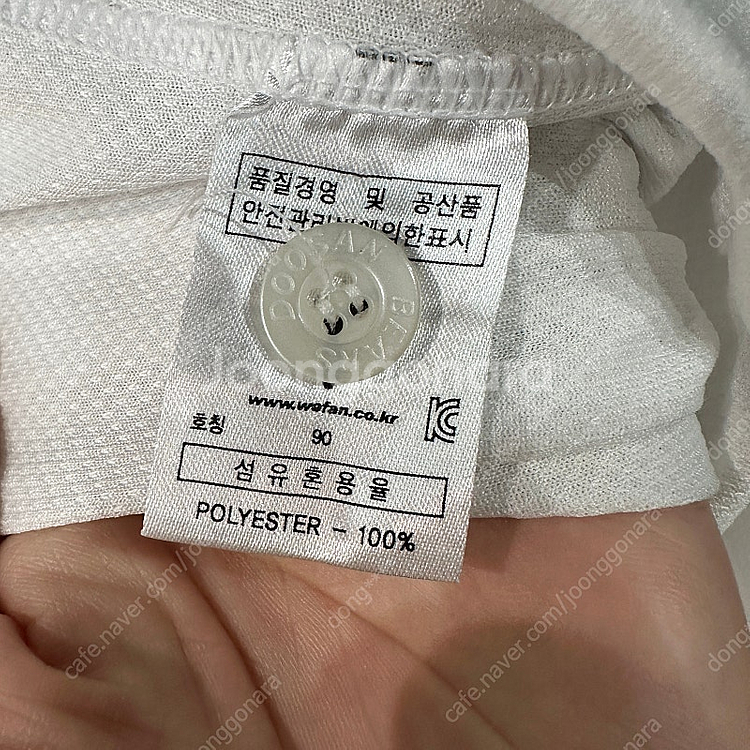 품질경영 및 공산품
안전관리법에의한표시
DOOSAN BEARS
www.wefan.co.kr
호칭 90
섬유혼용율
POLYESTER - 100%
Joonggonara
cafe.naver.com/joonggonara